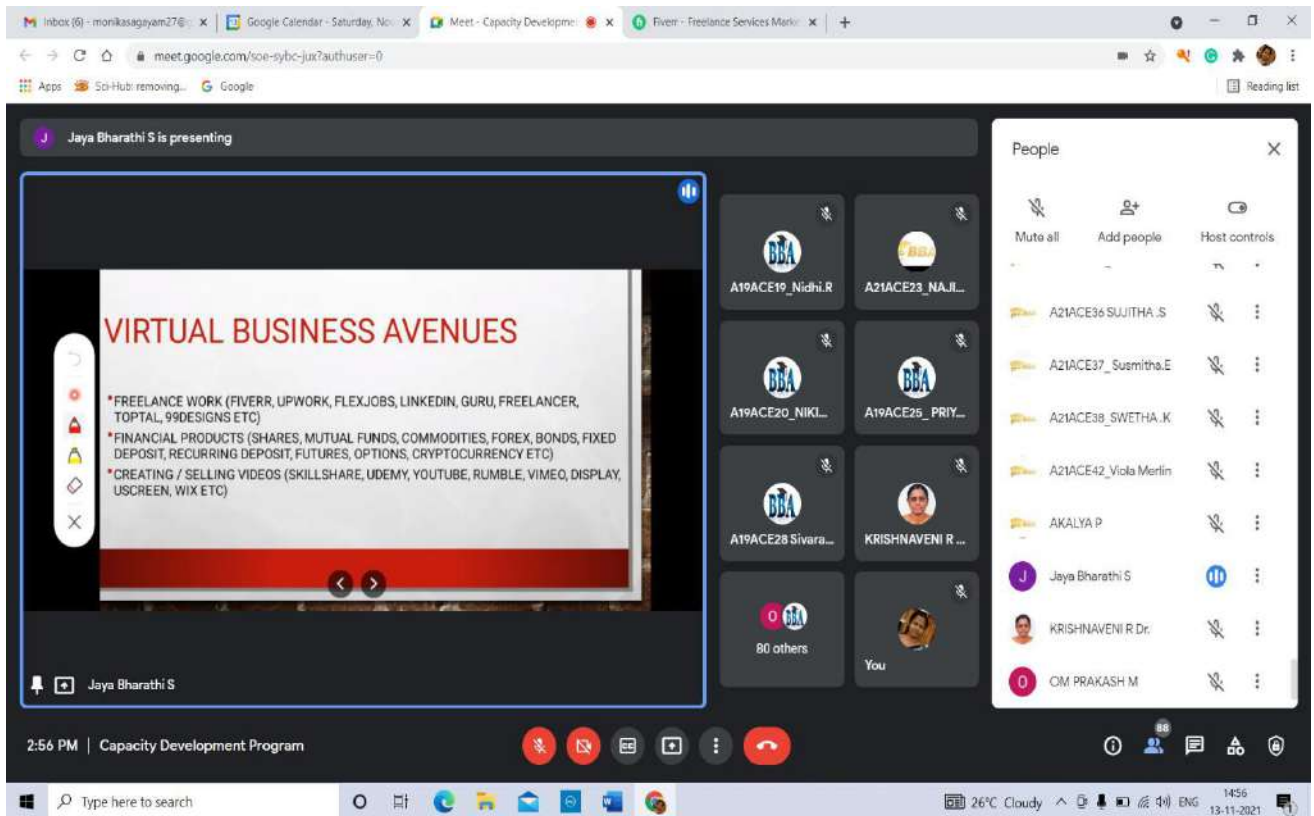 Inbox (6) - monikasagayam27@
Google Calendar - Saturday, Nov
Meet - Capacity Developme
Fiverr - Freelance Services Marke
meet.google.com/soe-sybc-jux?authuser=0
Apps
Sci-Hub: removing...
Google
Reading list
J
Jaya Bharathi S is presenting
VIRTUAL BUSINESS AVENUES
*FREELANCE WORK (FIVERR, UPWORK, FLEXJOBS, LINKEDIN, GURU, FREELANCER,
TOPTAL, 99DESIGNS ETC)
*FINANCIAL PRODUCTS (SHARES, MUTUAL FUNDS, COMMODITIES, FOREX, BONDS, FIXED
DEPOSIT, RECURRING DEPOSIT, FUTURES, OPTIONS, CRYPTOCURRENCY ETC)
*CREATING / SELLING VIDEOS (SKILLSHARE, UDEMY, YOUTUBE, RUMBLE, VIMEO, DISPLAY,
USCREEN, WIX ETC)
Jaya Bharathi S
BBA
A19ACE19_Nidhi.R
BBA
A21ACE23_NAJI...
BBA
A19ACE20_NIKI...
BBA
A19ACE25_PRIY...
BBA
A19ACE28 Sivara...
KRISHNAVENI R ...
O
BBA
80 others
You
People
Mute all
Add people
Host controls
A21ACE36 SUJITHA .S
A21ACE37_Susmitha.E
A21ACE38_SWETHA..K
A21ACE42_Viola Merlin
AKALYA P
J
Jaya Bharathi S
KRISHNAVENI R Dr.
O
OM PRAKASH M
2:56 PM | Capacity Development Program
88
Type here to search
26°C Cloudy
ENG
14:56
13-11-2021